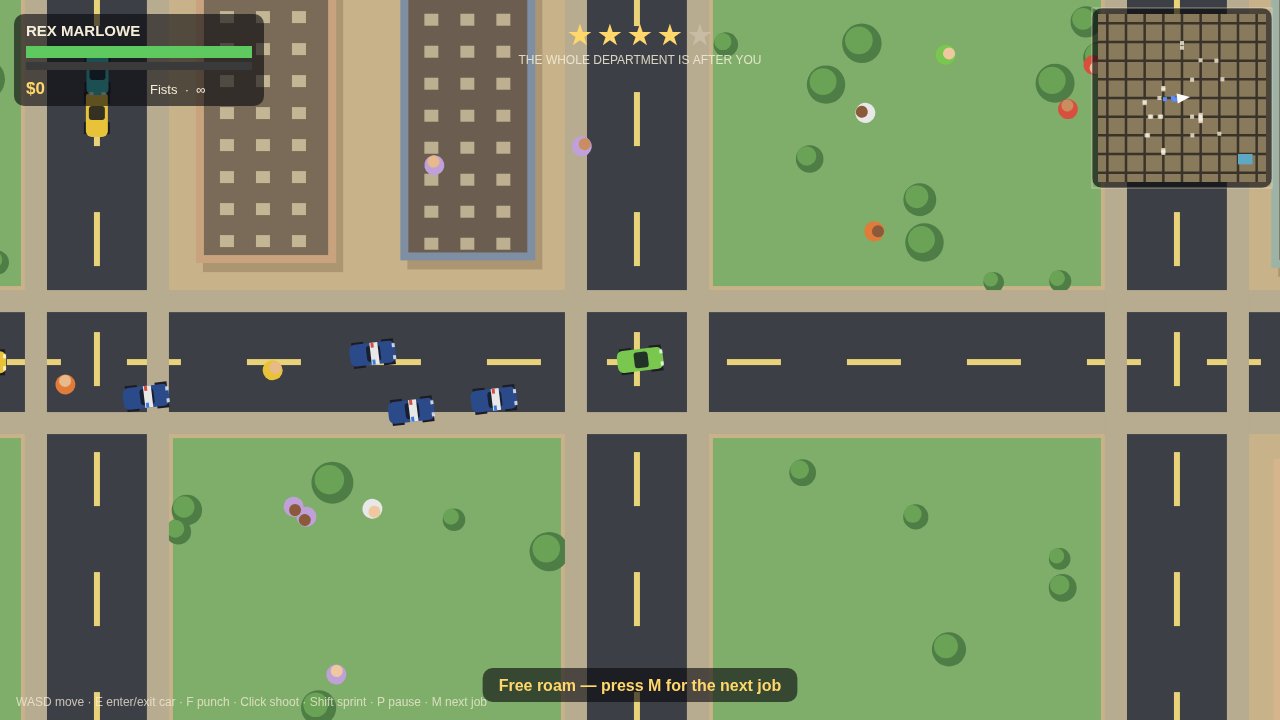 REX MARLOWE
$0
Fists · ∞
★★★★★
THE WHOLE DEPARTMENT IS AFTER YOU
Free roam — press M for the next job
WASD move · E enter/exit car · F punch · Click shoot · Shift sprint · P pause · M next job